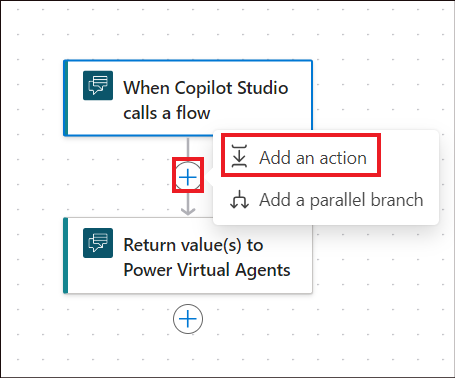 When Copilot Studio
calls a flow
Add an action
Add a parallel branch
Return value(s) to
Power Virtual Agents